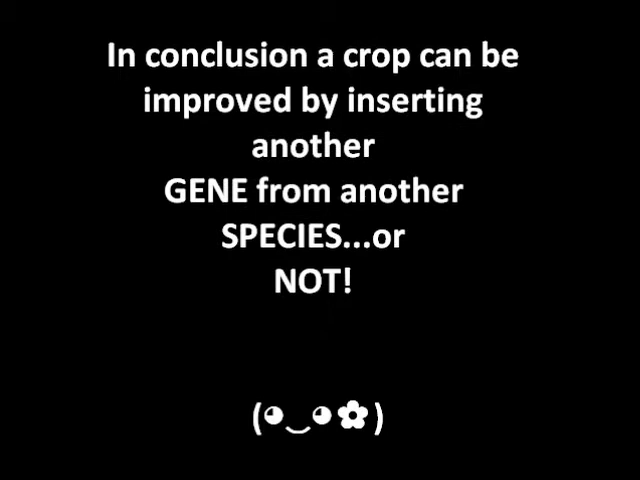 In conclusion a crop can be
improved by inserting
another
GENE from another
SPECIES...or
NOT!
(◕‿◕✿)